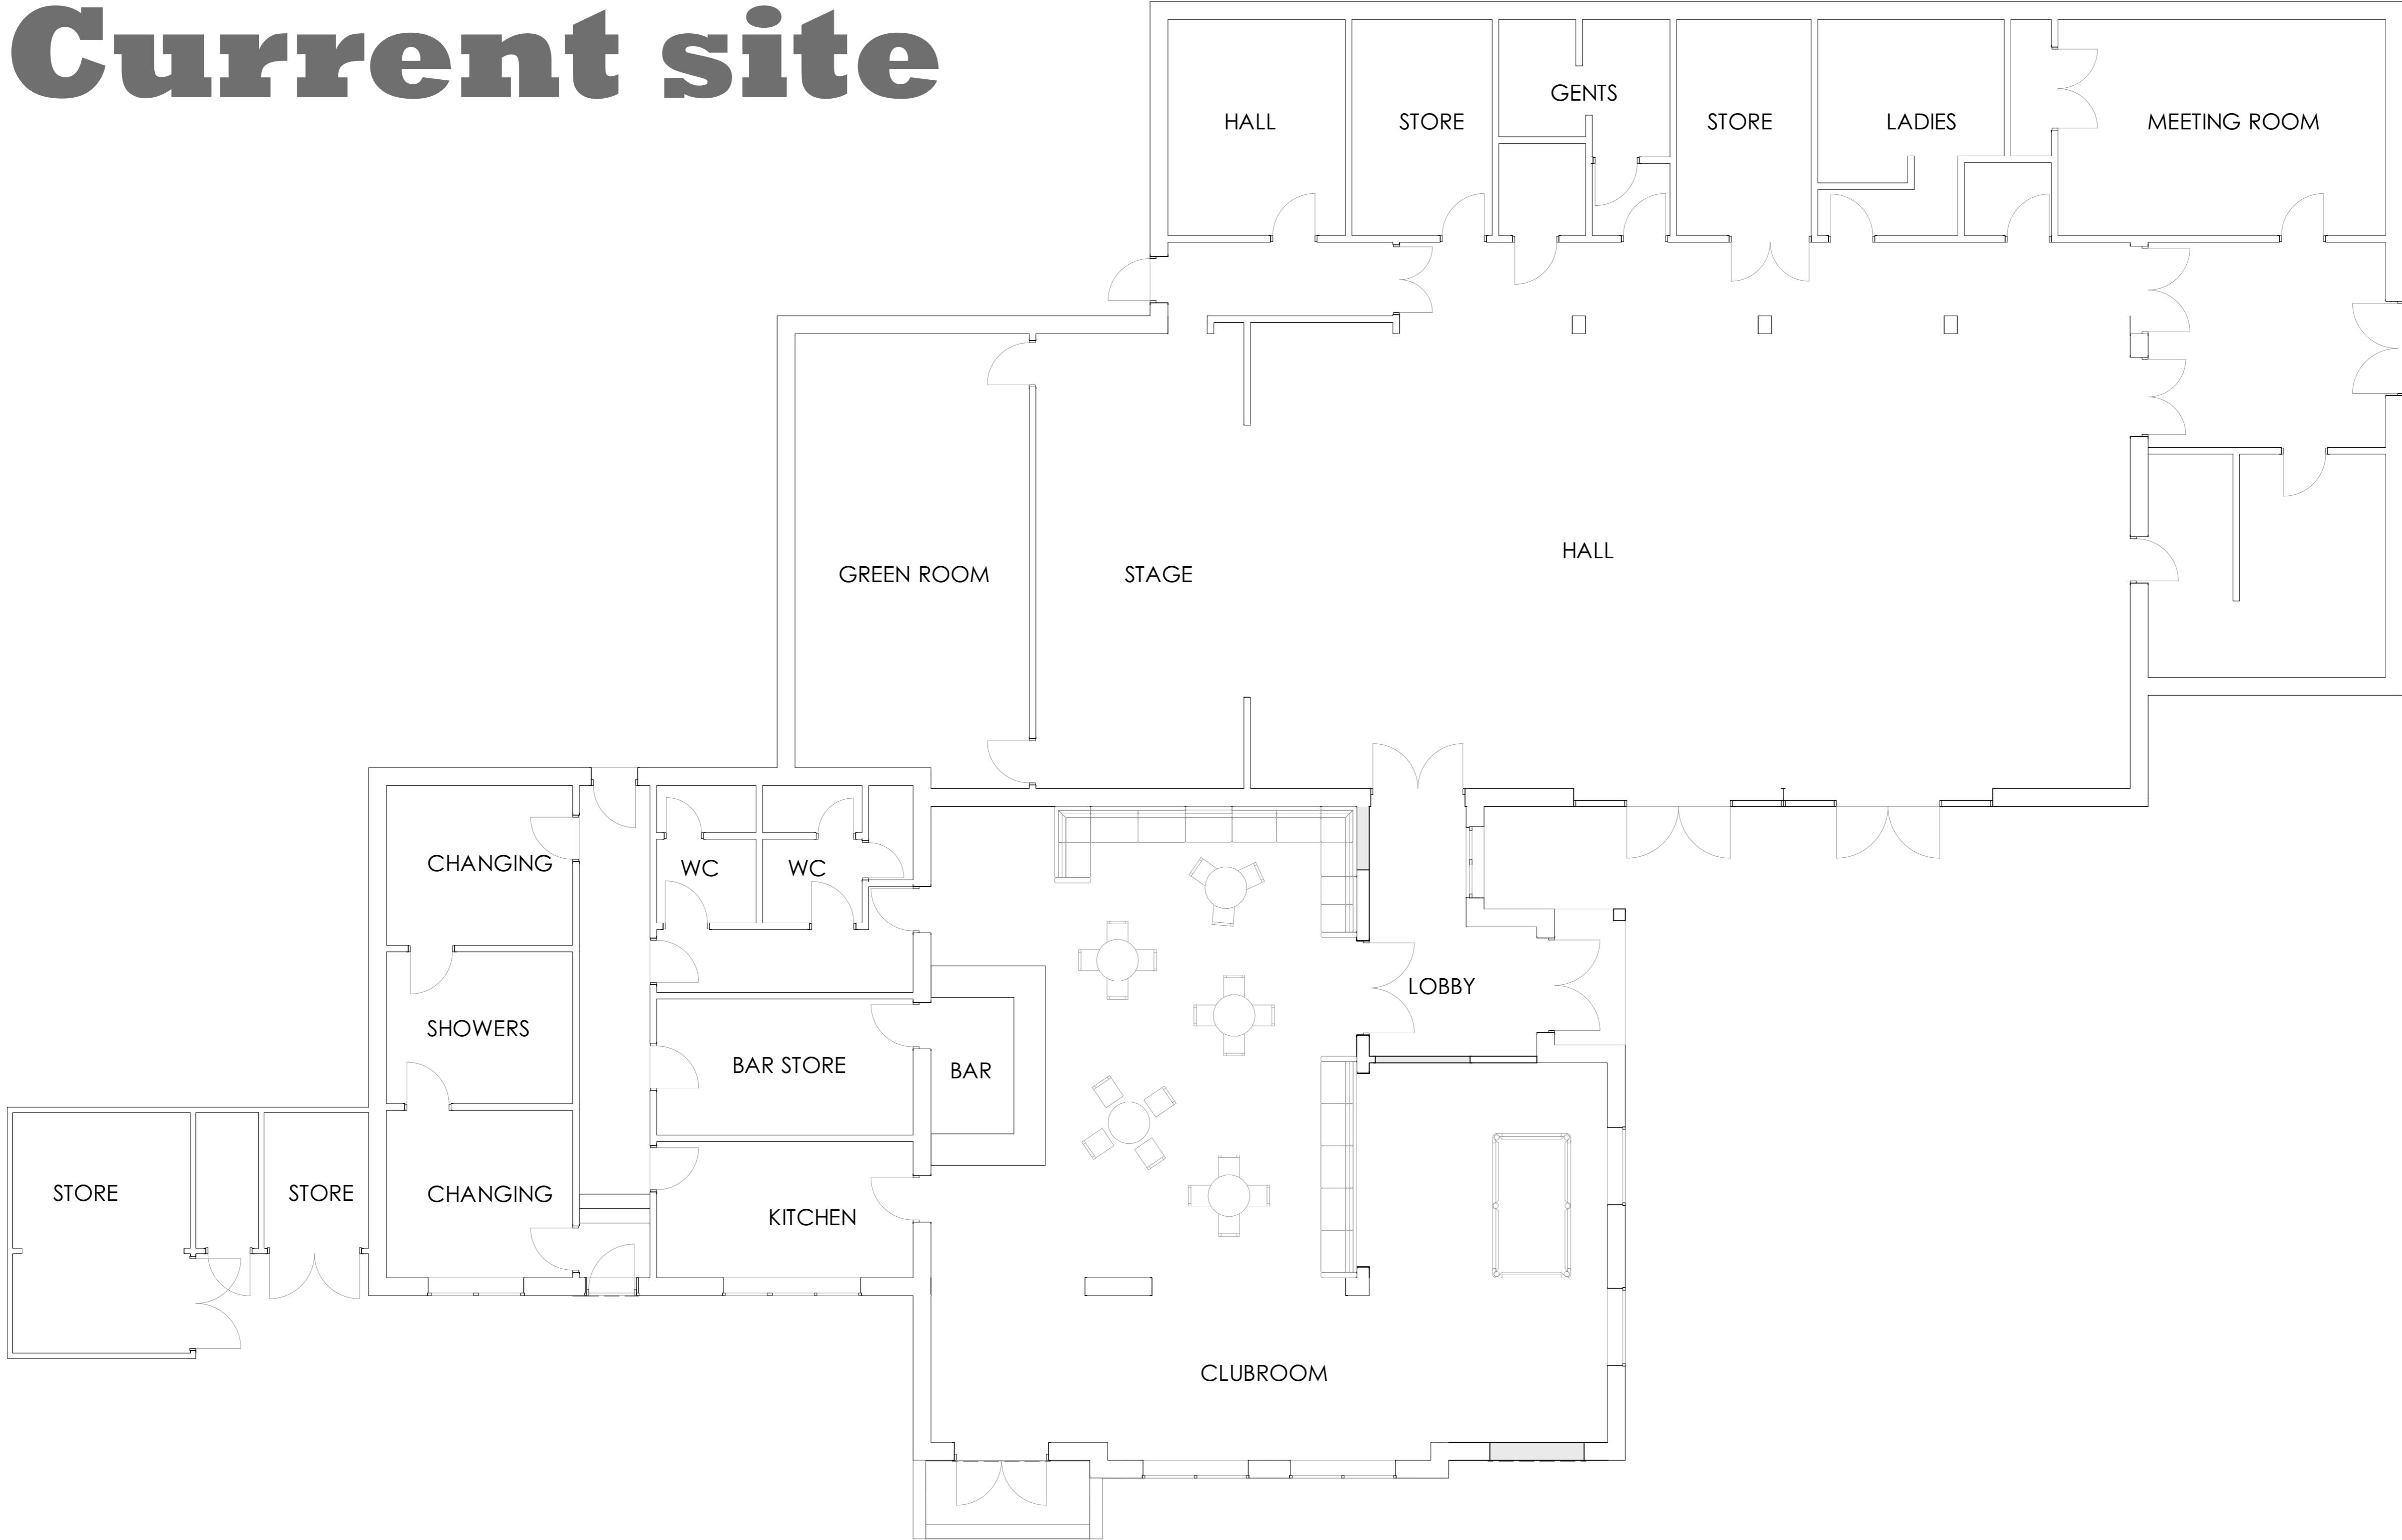 Current site
HALL
STORE
GENTS
STORE
LADIES
MEETING ROOM
GREEN ROOM
STAGE
HALL
CHANGING
WC
WC
SHOWERS
BAR STORE
BAR
LOBBY
STORE
STORE
CHANGING
KITCHEN
CLUBROOM